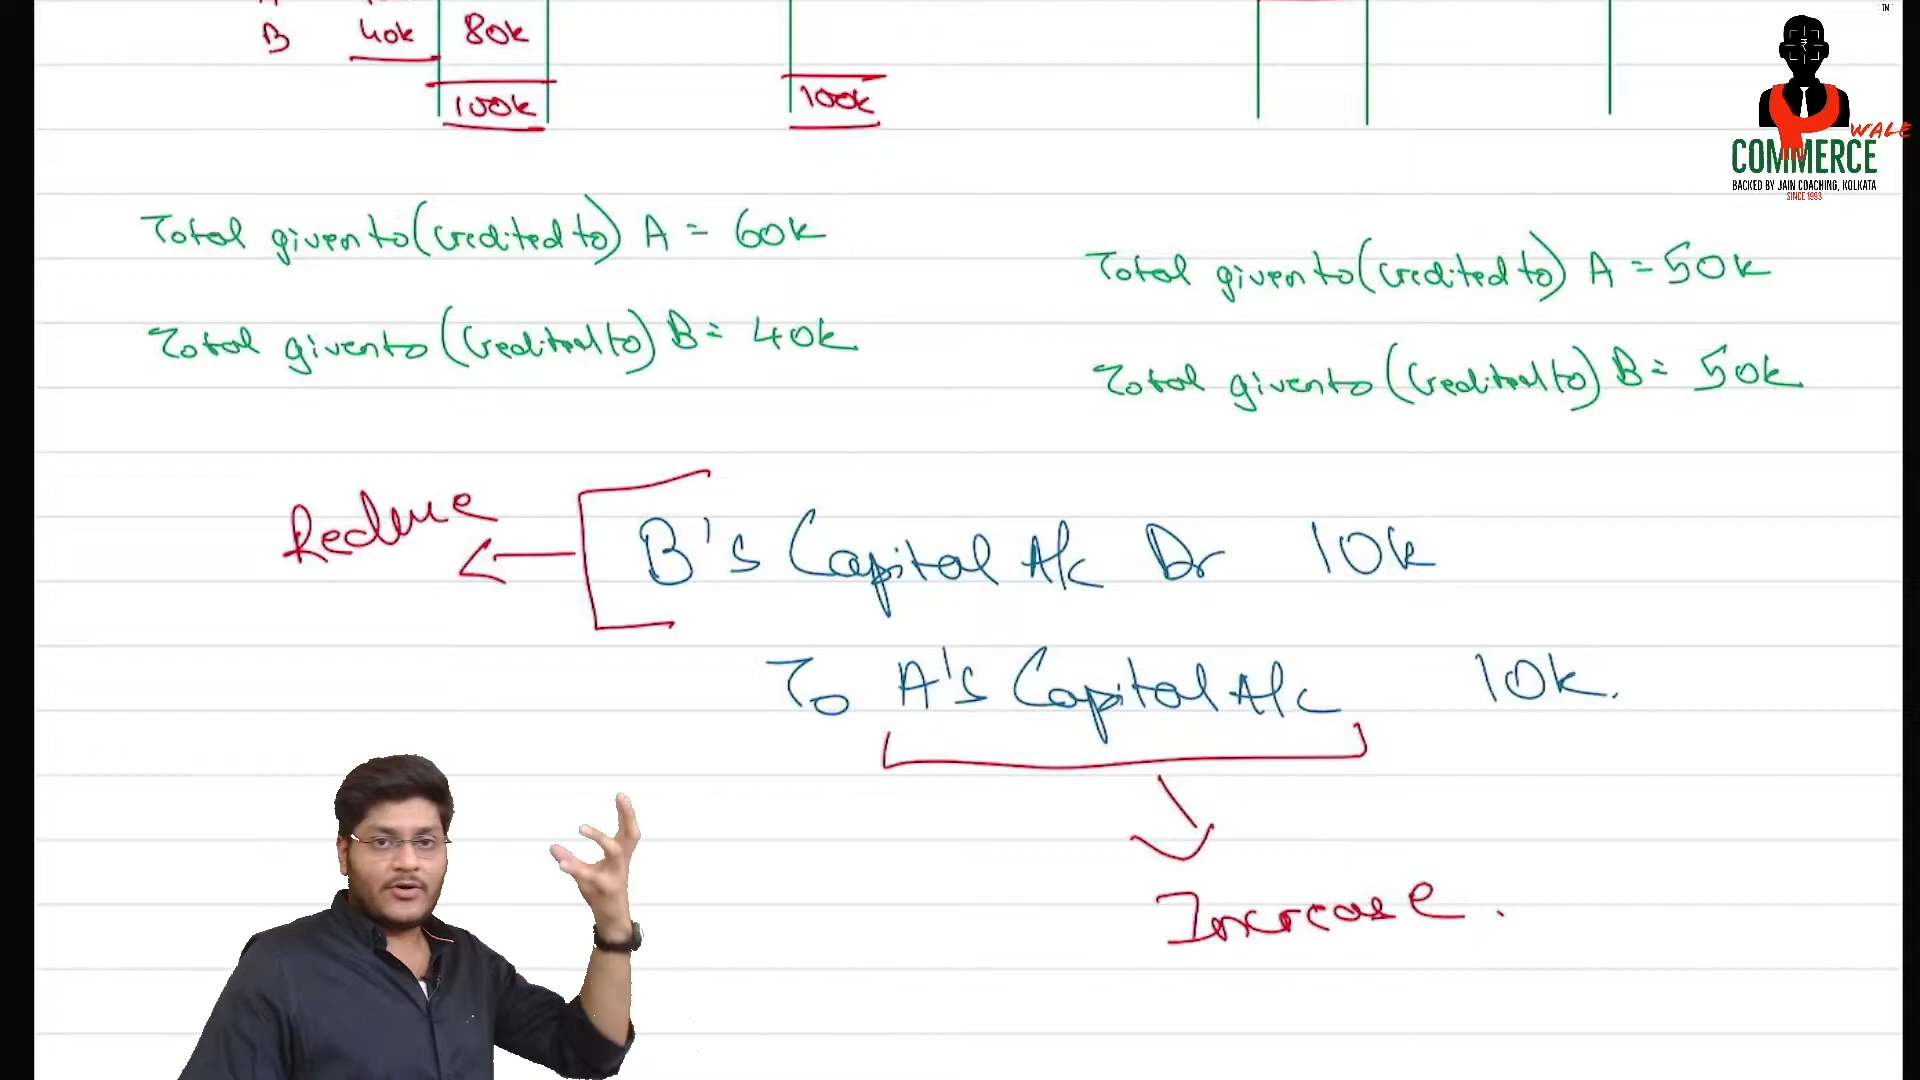 B 40k 80k
100k 100k
Total given to (credited to) A = 60k
Total given to (credited to) B = 40k
Total given to (credited to) A = 50k
Total given to (credited to) B = 50k
Reduce
B's Capital A/c Dr 10k
To A's Capital A/c 10k.
Increase.
TM
WALE
COMMERCE
BACKED BY JAIN COACHING, KOLKATA
SINCE 1993